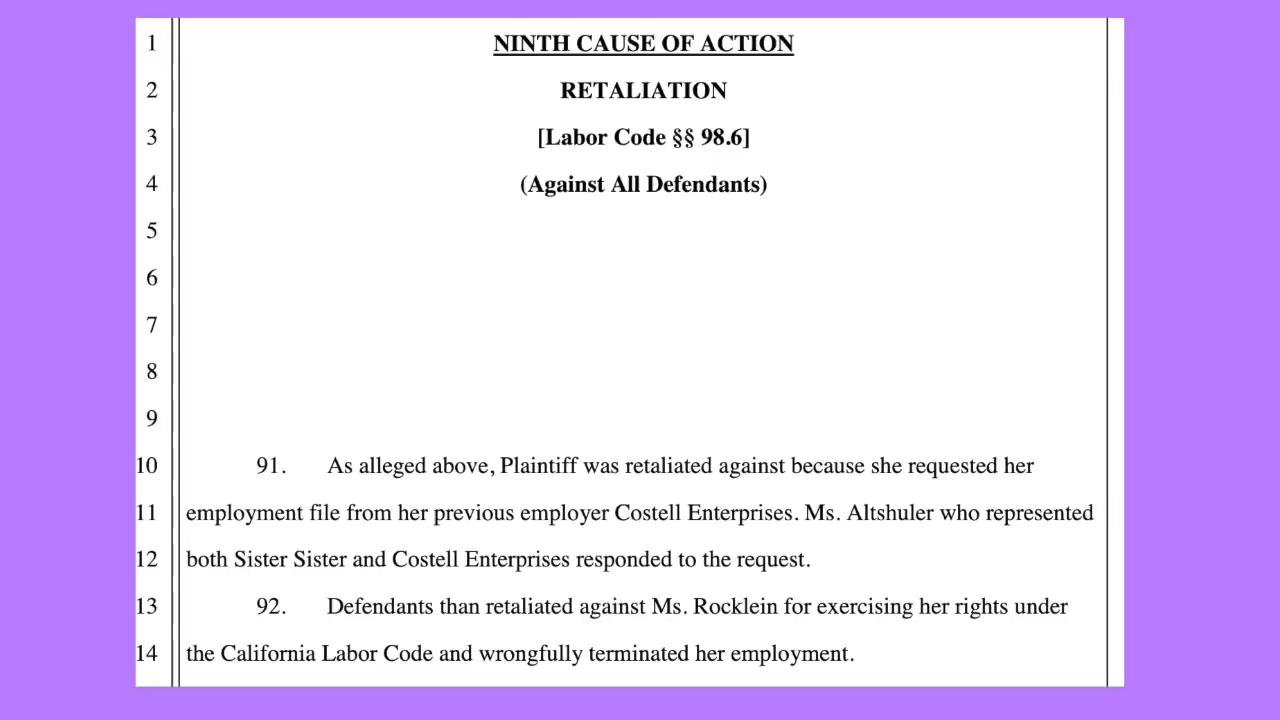 1 NINTH CAUSE OF ACTION
2 RETALIATION
3 [Labor Code §§ 98.6]
4 (Against All Defendants)
5
6
7
8
9
10 91. As alleged above, Plaintiff was retaliated against because she requested her
11 employment file from her previous employer Costell Enterprises. Ms. Altshuler who represented
12 both Sister Sister and Costell Enterprises responded to the request.
13 92. Defendants than retaliated against Ms. Rocklein for exercising her rights under
14 the California Labor Code and wrongfully terminated her employment.